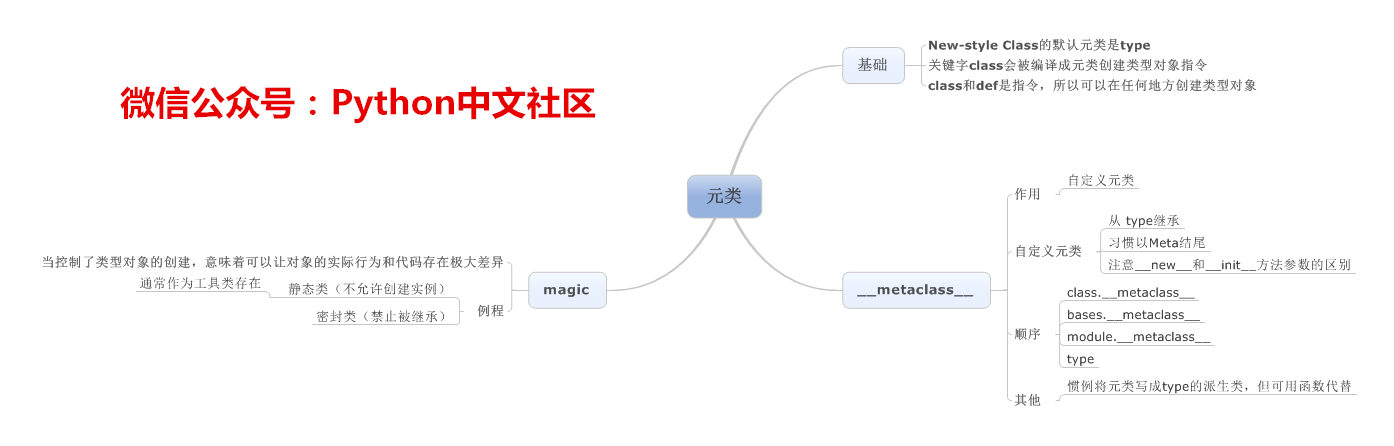 微信公众号：Python中文社区
元类
基础
New-style Class的默认元类是type
关键字class会被编译成元类创建类型对象指令
class和def是指令，所以可以在任何地方创建类型对象
__metaclass__
作用
自定义元类
自定义元类
从 type继承
习惯以Meta结尾
注意__new__和__init__方法参数的区别
顺序
class.__metaclass__
bases.__metaclass__
module.__metaclass__
type
其他
惯例将元类写成type的派生类，但可用函数代替
magic
当控制了类型对象的创建，意味着可以让对象的实际行为和代码存在极大差异
例程
静态类（不允许创建实例）
通常作为工具类存在
密封类（禁止被继承）